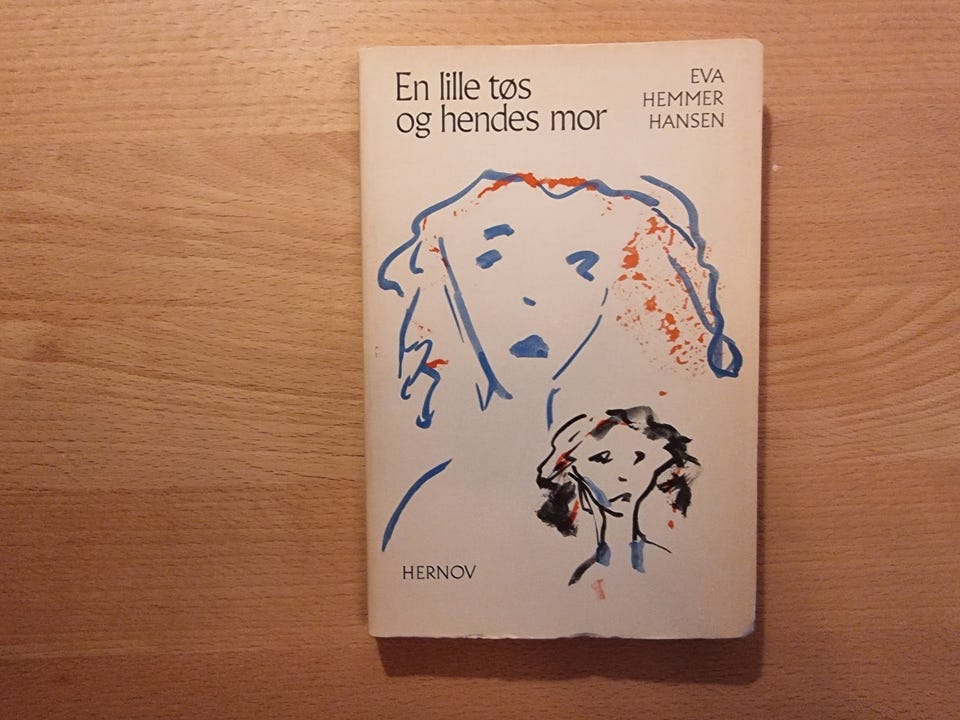 En lille tøs
og hendes mor
EVA
HEMMER
HANSEN
HERNOV